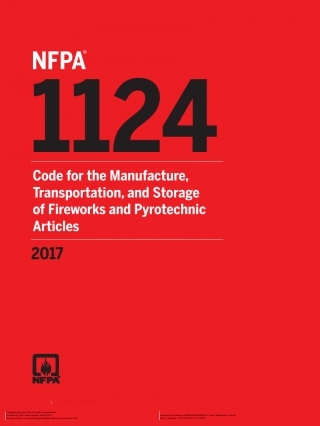 NFPA®
1124
Code for the Manufacture,
Transportation, and Storage
of Fireworks and Pyrotechnic
Articles
2017
NFPA®